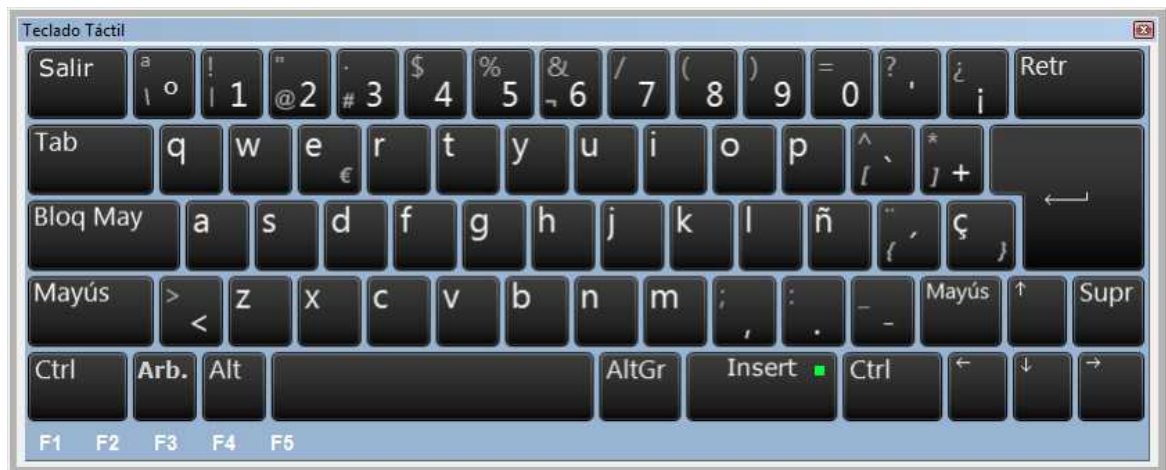 Teclado Táctil
Salir ª \ º ! | 1 " @ 2 · # 3 $ 4 % 5 & ¬ 6 / 7 ( 8 ) 9 = 0 ? ' ¿ ¡ Retr
Tab q w e € r t y u i o p ^ [ ` * ] + ←
Bloq May a s d f g h j k l ñ ¨ { ´ ç }
Mayús > < z x c v b n m ; , : . _ - Mayús ↑ Supr
Ctrl Arb. Alt AltGr Insert Ctrl ← ↓ →
F1 F2 F3 F4 F5